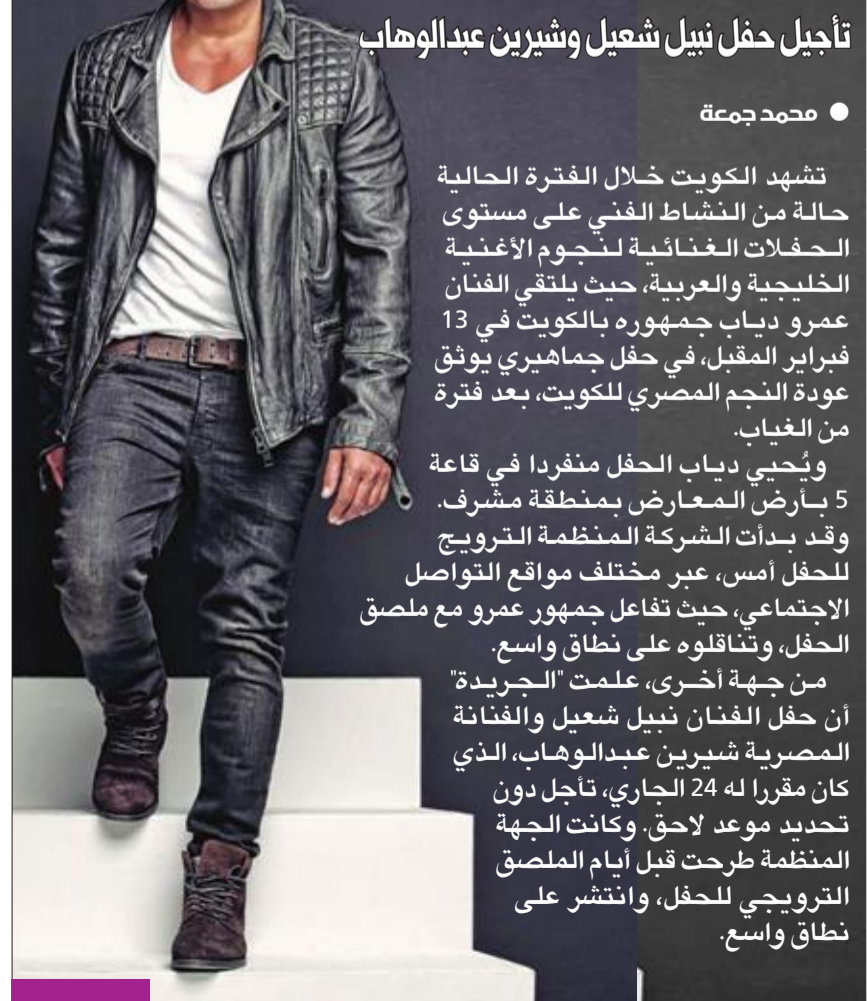 تأجيل حفل نبيل شعيل وشيرين عبدالوهاب
● محمد جمعة
تشهد الكويت خلال الفترة الحالية
حالة من النشاط الفني على مستوى
الحفلات الغنائية لنجوم الأغنية
الخليجية والعربية، حيث يلتقي الفنان
عمرو دياب جمهوره بالكويت في 13
فبراير المقبل، في حفل جماهيري يوثق
عودة النجم المصري للكويت، بعد فترة
من الغياب.
ويُحيي دياب الحفل منفردا في قاعة
5 بأرض المعارض بمنطقة مشرف.
وقد بدأت الشركة المنظمة الترويج
للحفل أمس، عبر مختلف مواقع التواصل
الاجتماعي، حيث تفاعل جمهور عمرو مع ملصق
الحفل، وتناقلوه على نطاق واسع.
من جهة أخرى، علمت "الجريدة"
أن حفل الفنان نبيل شعيل والفنانة
المصرية شيرين عبدالوهاب، الذي
كان مقررا له 24 الجاري، تأجل دون
تحديد موعد لاحق. وكانت الجهة
المنظمة طرحت قبل أيام الملصق
الترويجي للحفل، وانتشر على
نطاق واسع.